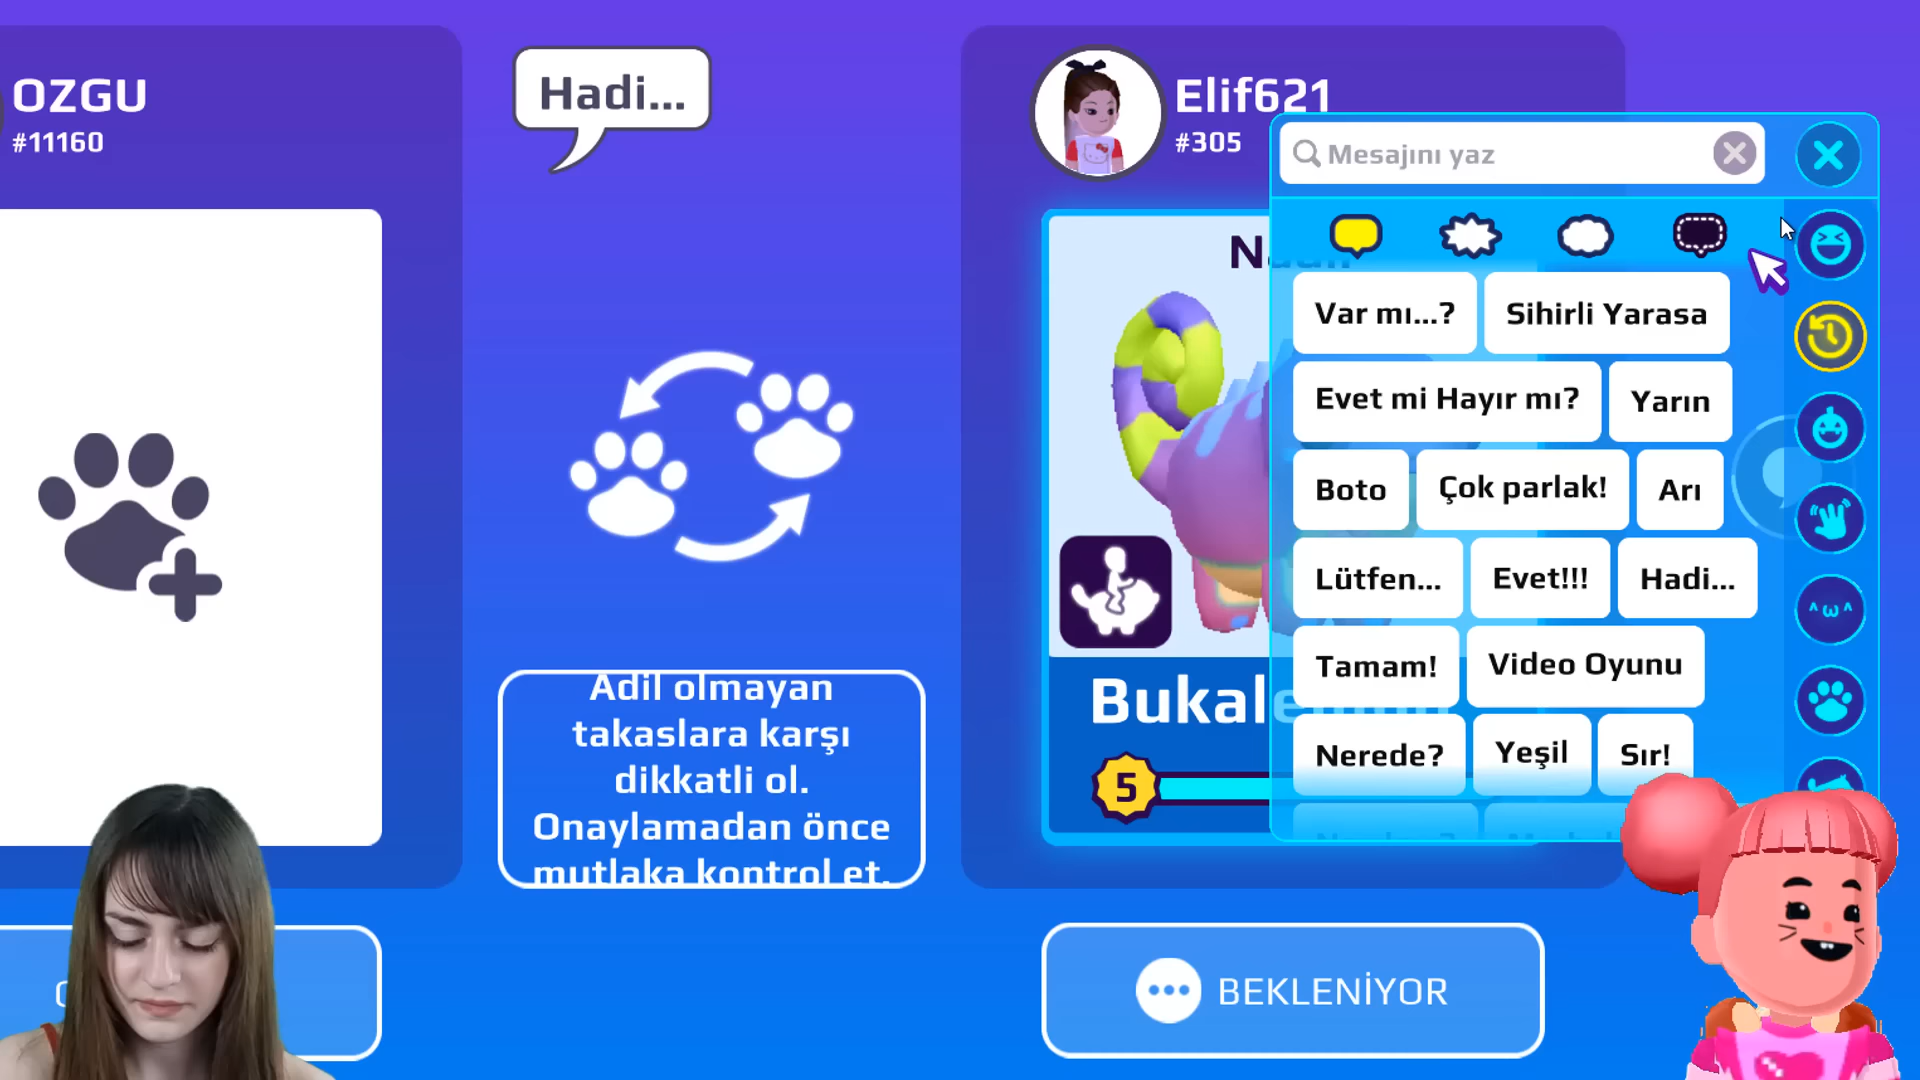 OZGU
#11160
Hadi...
Elif621
#305
Mesajını yaz
Var mı...?
Sihirli Yarasa
Evet mi Hayır mı?
Yarın
Boto
Çok parlak!
Arı
Lütfen...
Evet!!!
Hadi...
Tamam!
Video Oyunu
Nerede?
Yeşil
Sır!
^ω^
5
Adil olmayan
takaslara karşı
dikkatli ol.
Onaylamadan önce
mutlaka kontrol et.
BEKLENİYOR